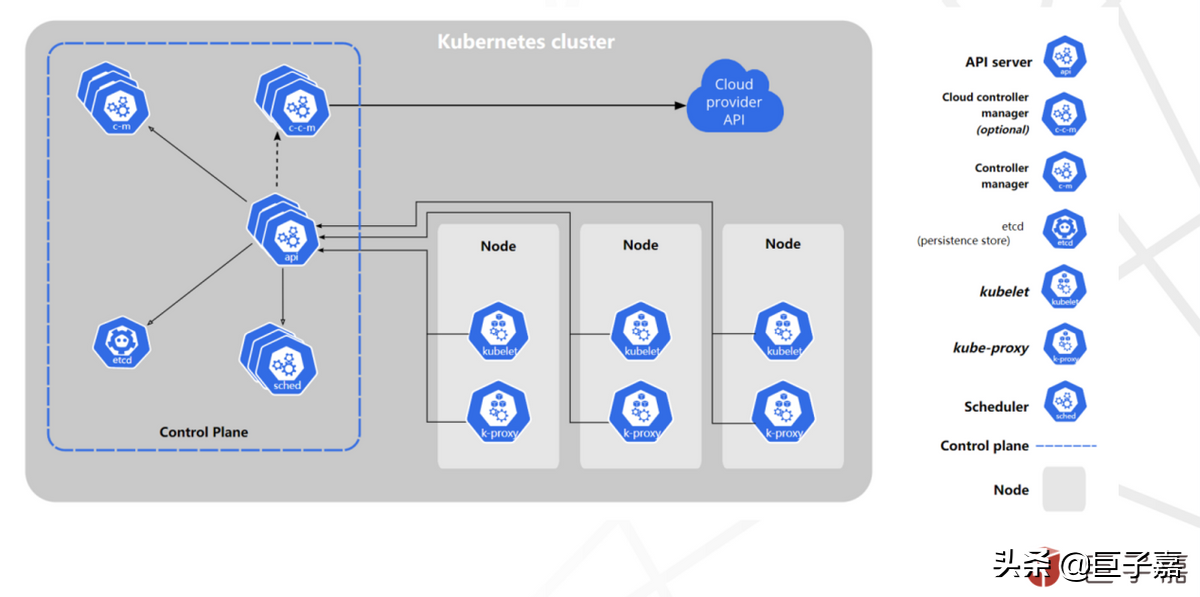 Kubernetes cluster
c-m
c-c-m
Cloud
provider
API
api
etcd
sched
Control Plane
Node
kubelet
k-proxy
Node
kubelet
k-proxy
Node
kubelet
k-proxy
API server
api
Cloud controller
manager
(optional)
c-c-m
Controller
manager
c-m
etcd
(persistence store)
etcd
kubelet
kubelet
kube-proxy
k-proxy
Scheduler
sched
Control plane
Node
头条 @巨子嘉